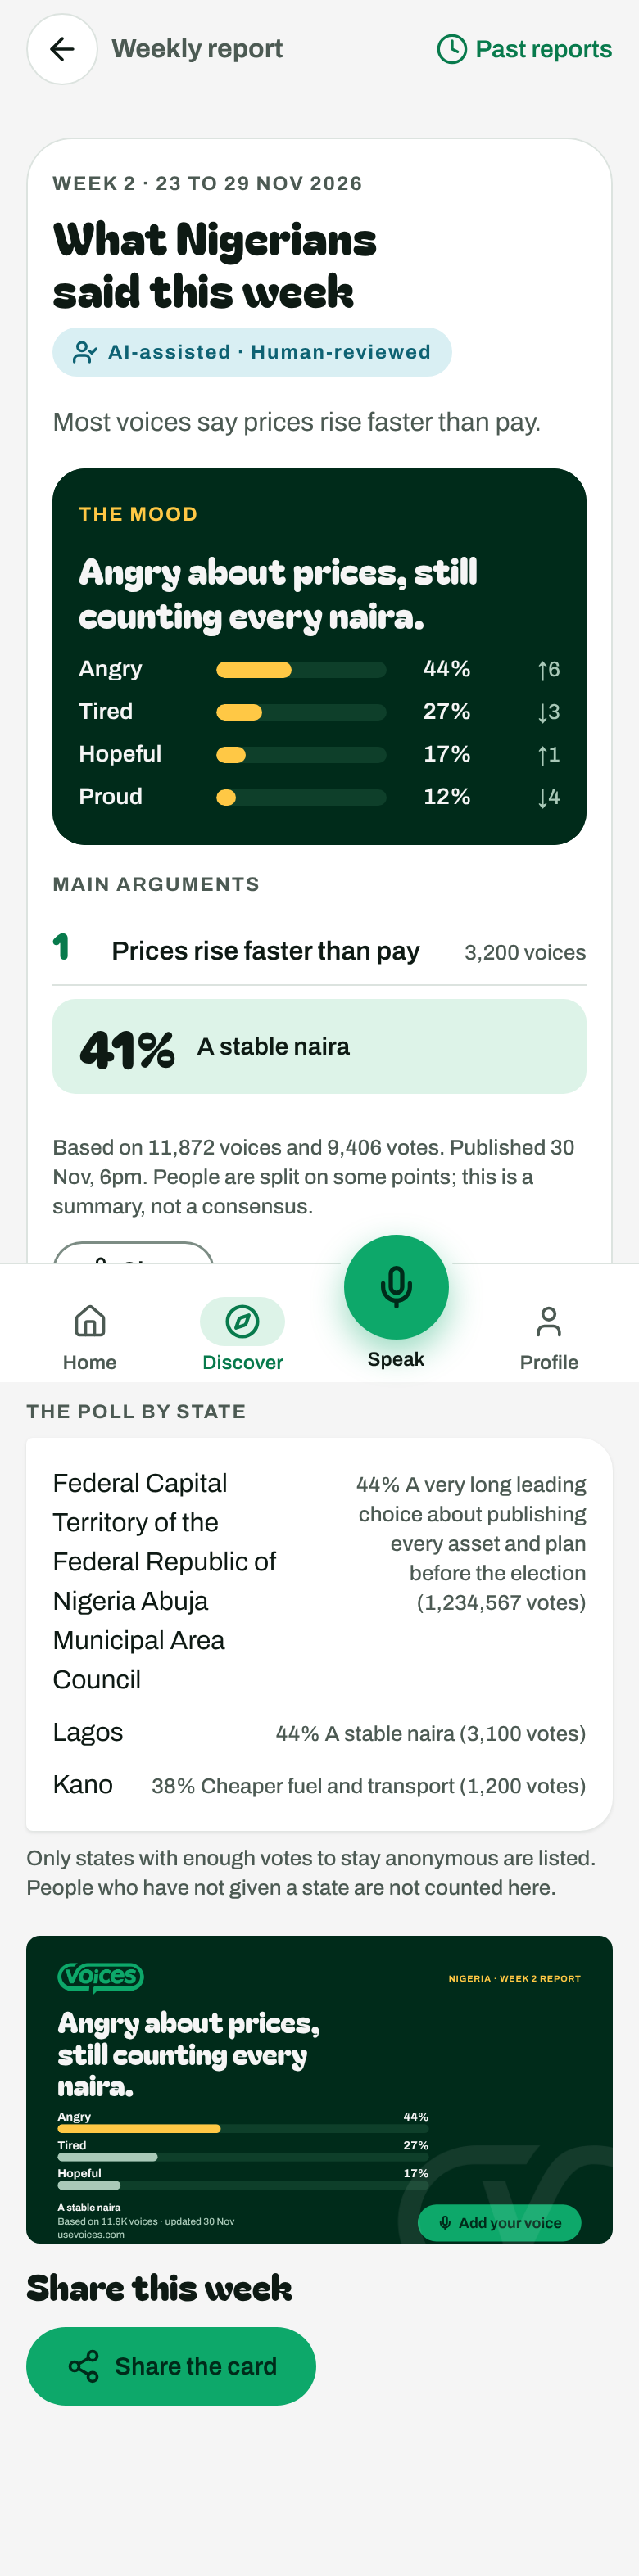 Weekly report
Past reports
WEEK 2 · 23 TO 29 NOV 2026
What Nigerians
said this week
AI-assisted · Human-reviewed
Most voices say prices rise faster than pay.
THE MOOD
Angry about prices, still
counting every naira.
Angry 44% ↑6
Tired 27% ↓3
Hopeful 17% ↑1
Proud 12% ↓4
MAIN ARGUMENTS
1 Prices rise faster than pay 3,200 voices
41% A stable naira
Based on 11,872 voices and 9,406 votes. Published 30
Nov, 6pm. People are split on some points; this is a
summary, not a consensus.
Home
Discover
Speak
Profile
THE POLL BY STATE
Federal Capital
Territory of the
Federal Republic of
Nigeria Abuja
Municipal Area
Council
44% A very long leading
choice about publishing
every asset and plan
before the election
(1,234,567 votes)
Lagos 44% A stable naira (3,100 votes)
Kano 38% Cheaper fuel and transport (1,200 votes)
Only states with enough votes to stay anonymous are listed.
People who have not given a state are not counted here.
voices
NIGERIA · WEEK 2 REPORT
Angry about prices,
still counting every
naira.
Angry 44%
Tired 27%
Hopeful 17%
A stable naira
Based on 11.9K voices · updated 30 Nov
usevoices.com
Add your voice
Share this week
Share the card